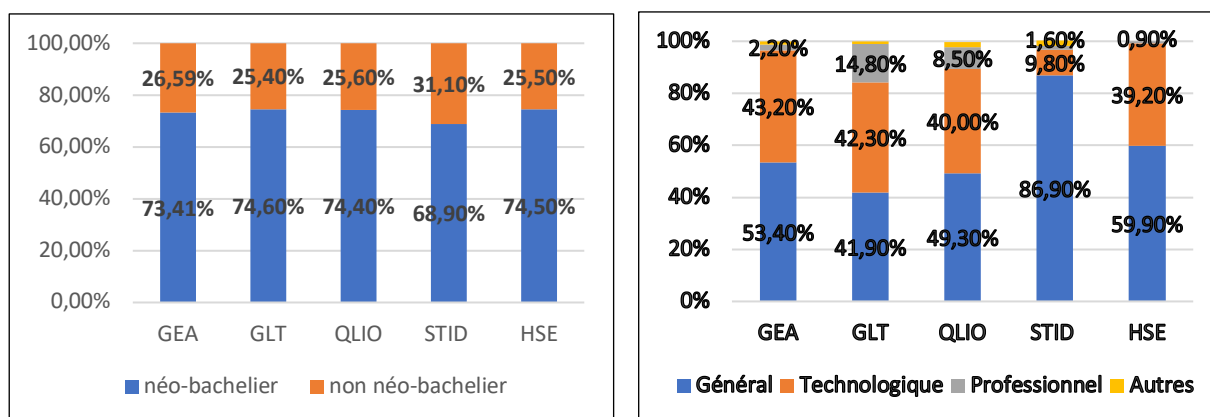 100,00%
80,00%
60,00%
40,00%
20,00%
0,00%
26,59% 25,40% 25,60% 31,10% 25,50%
73,41% 74,60% 74,40% 68,90% 74,50%
GEA GLT QLIO STID HSE
néo-bachelier non néo-bachelier
100%
80%
60%
40%
20%
0%
2,20% 14,80% 8,50% 1,60% 0,90%
43,20% 42,30% 40,00% 9,80% 39,20%
53,40% 41,90% 49,30% 86,90% 59,90%
GEA GLT QLIO STID HSE
Général Technologique Professionnel Autres